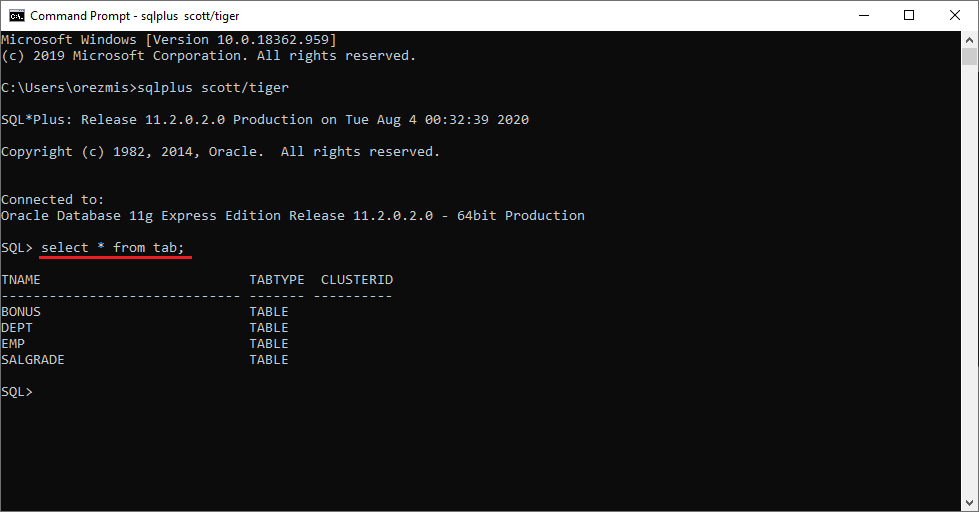 Command Prompt - sqlplus scott/tiger
Microsoft Windows [Version 10.0.18362.959]
(c) 2019 Microsoft Corporation. All rights reserved.
C:\Users\orezmis>sqlplus scott/tiger
SQL*Plus: Release 11.2.0.2.0 Production on Tue Aug 4 00:32:39 2020
Copyright (c) 1982, 2014, Oracle.  All rights reserved.
Connected to:
Oracle Database 11g Express Edition Release 11.2.0.2.0 - 64bit Production
SQL> select * from tab;
TNAME                          TABTYPE  CLUSTERID
------------------------------ ------- ----------
BONUS                          TABLE
DEPT                           TABLE
EMP                            TABLE
SALGRADE                       TABLE
SQL>